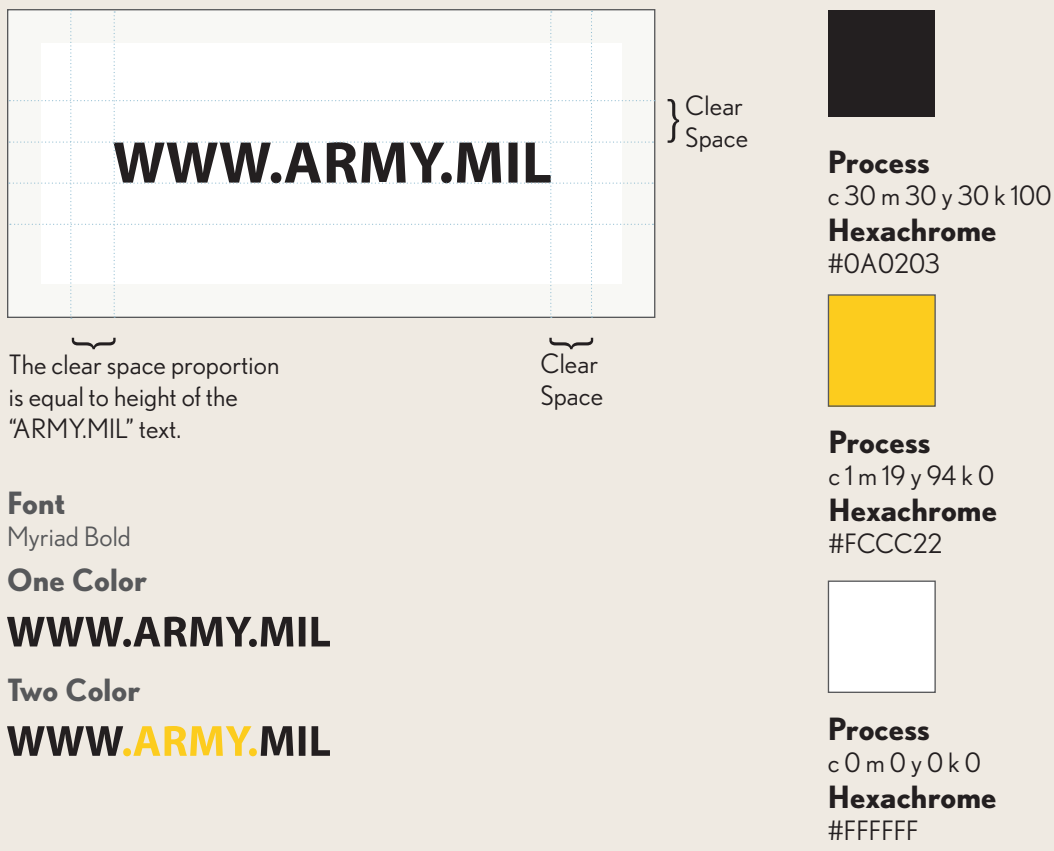 WWW.ARMY.MIL
Clear
Space
The clear space proportion
is equal to height of the
“ARMY.MIL” text.
Clear
Space
Font
Myriad Bold
One Color
WWW.ARMY.MIL
Two Color
WWW.ARMY.MIL
Process
c 30 m 30 y 30 k 100
Hexachrome
#0A0203
Process
c 1 m 19 y 94 k 0
Hexachrome
#FCCC22
Process
c 0 m 0 y 0 k 0
Hexachrome
#FFFFFF